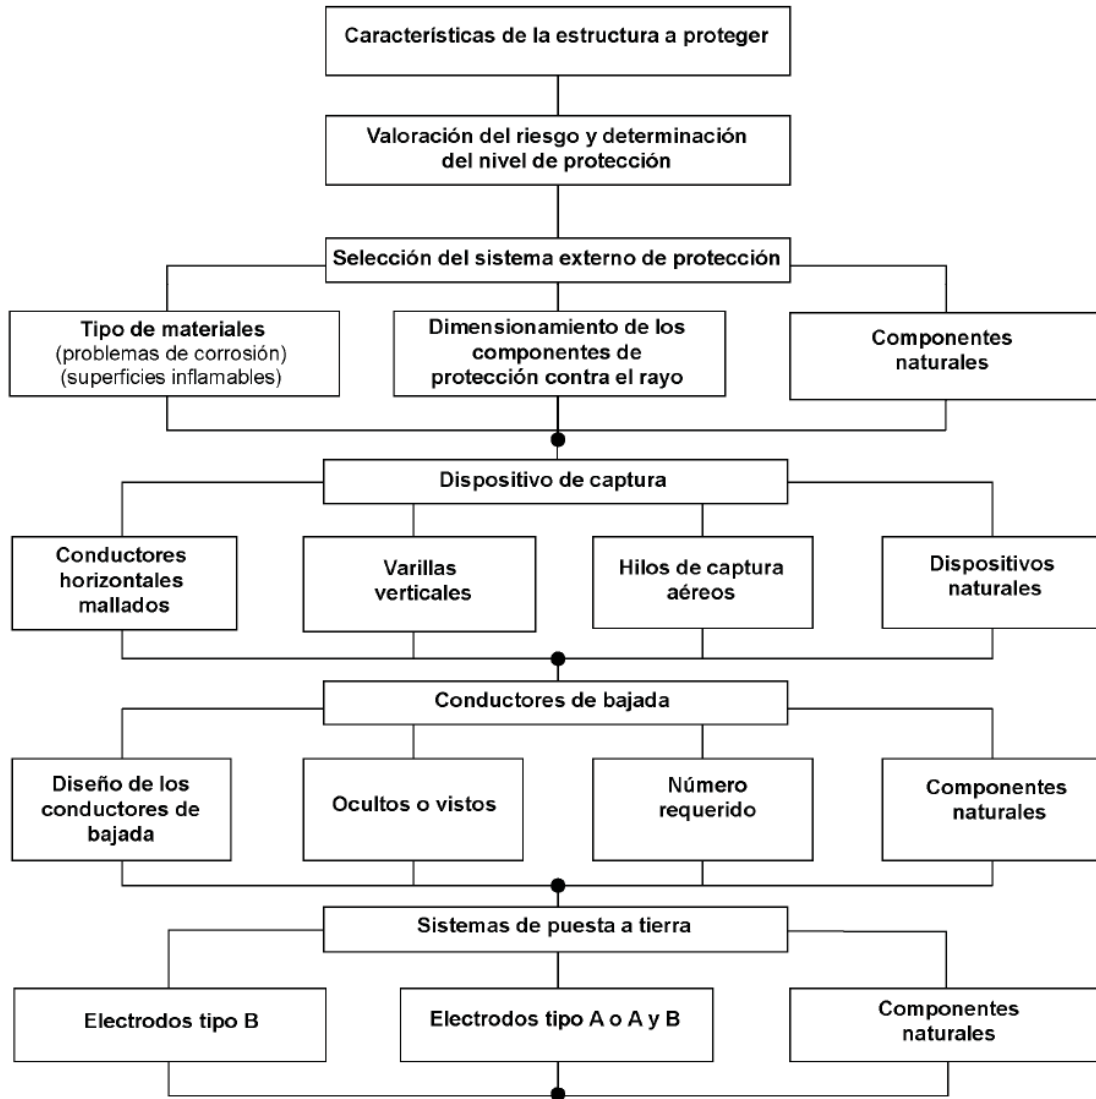 Características de la estructura a proteger
Valoración del riesgo y determinación
del nivel de protección
Selección del sistema externo de protección
Tipo de materiales
(problemas de corrosión)
(superficies inflamables)
Dimensionamiento de los
componentes de
protección contra el rayo
Componentes
naturales
Dispositivo de captura
Conductores
horizontales
mallados
Varillas
verticales
Hilos de captura
aéreos
Dispositivos
naturales
Conductores de bajada
Diseño de los
conductores de
bajada
Ocultos o vistos
Número
requerido
Componentes
naturales
Sistemas de puesta a tierra
Electrodos tipo B
Electrodos tipo A o A y B
Componentes
naturales